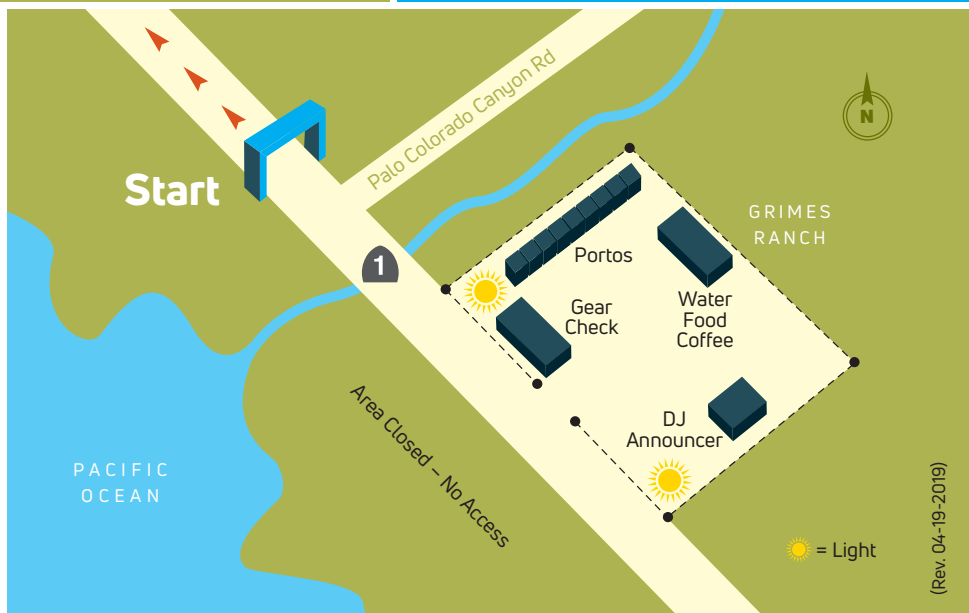 Palo Colorado Canyon Rd
N
Start
GRIMES
RANCH
1
Portos
Gear
Check
Water
Food
Coffee
DJ
Announcer
Area Closed – No Access
PACIFIC
OCEAN
= Light
(Rev. 04-19-2019)